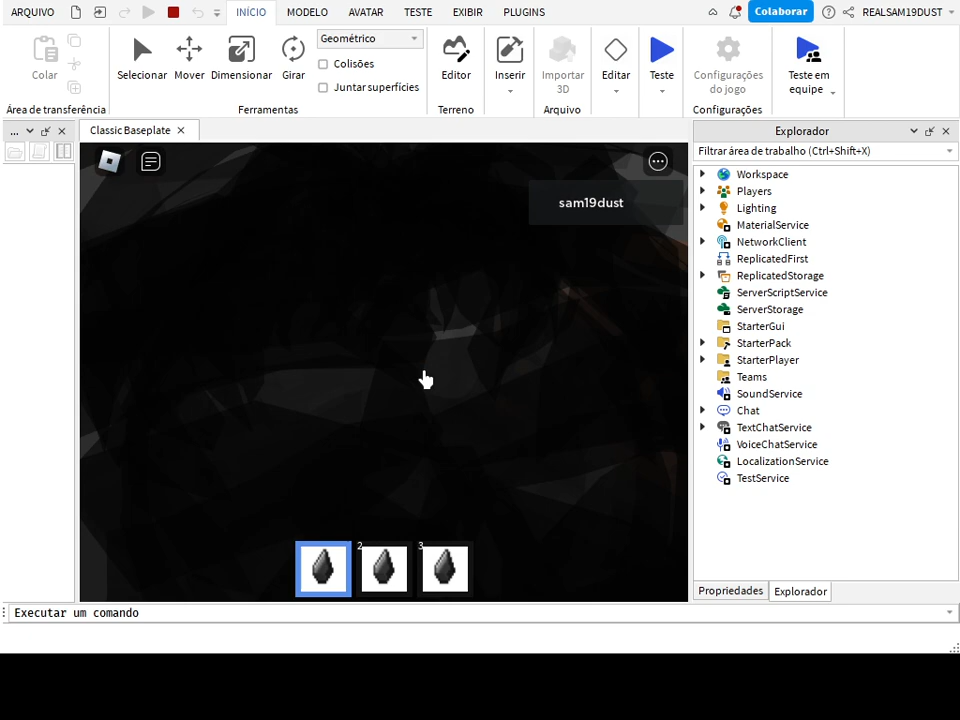 ARQUIVO INÍCIO MODELO AVATAR TESTE EXIBIR PLUGINS Colaborar REALSAM19DUST
Colar
Área de transferência
Selecionar Mover Dimensionar Girar
Geométrico
Colisões
Juntar superfícies
Ferramentas
Editor
Terreno
Inserir
Importar
3D
Arquivo
Editar
Teste
Configurações
do jogo
Configurações
Teste em
equipe
...
Classic Baseplate
Explorador
Filtrar área de trabalho (Ctrl+Shift+X)
sam19dust
Workspace
Players
Lighting
MaterialService
NetworkClient
ReplicatedFirst
ReplicatedStorage
ServerScriptService
ServerStorage
StarterGui
StarterPack
StarterPlayer
Teams
SoundService
Chat
TextChatService
VoiceChatService
LocalizationService
TestService
2
3
Propriedades Explorador
Executar um comando